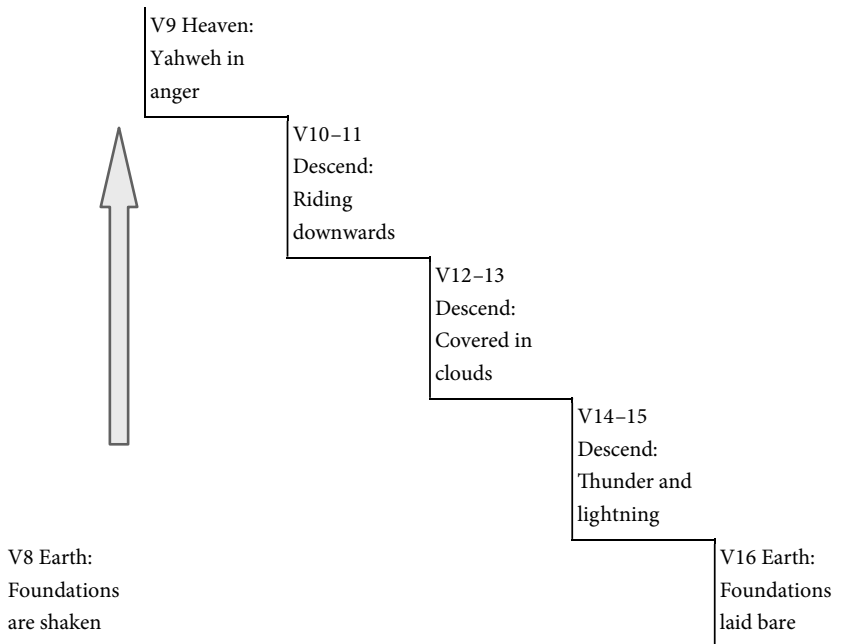 V9 Heaven:
Yahweh in
anger
V10–11
Descend:
Riding
downwards
V12–13
Descend:
Covered in
clouds
V14–15
Descend:
Thunder and
lightning
V8 Earth:
Foundations
are shaken
V16 Earth:
Foundations
laid bare